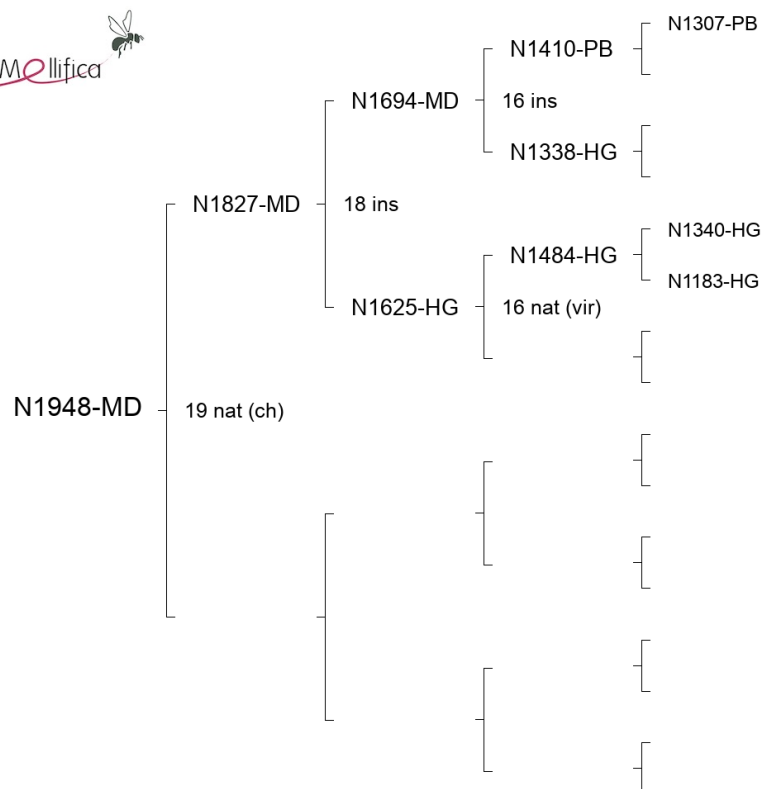 Mellifica
N1307-PB
N1410-PB
N1694-MD
16 ins
N1338-HG
N1827-MD
18 ins
N1340-HG
N1484-HG
N1183-HG
N1625-HG
16 nat (vir)
N1948-MD
19 nat (ch)